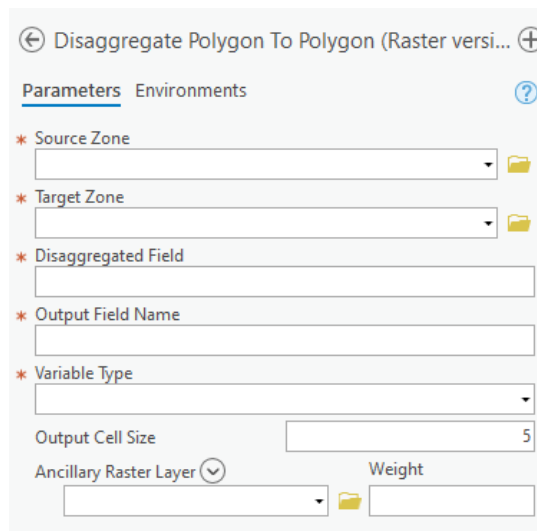 Disaggregate Polygon To Polygon (Raster versi...
Parameters Environments
* Source Zone
* Target Zone
* Disaggregated Field
* Output Field Name
* Variable Type
Output Cell Size 5
Ancillary Raster Layer Weight